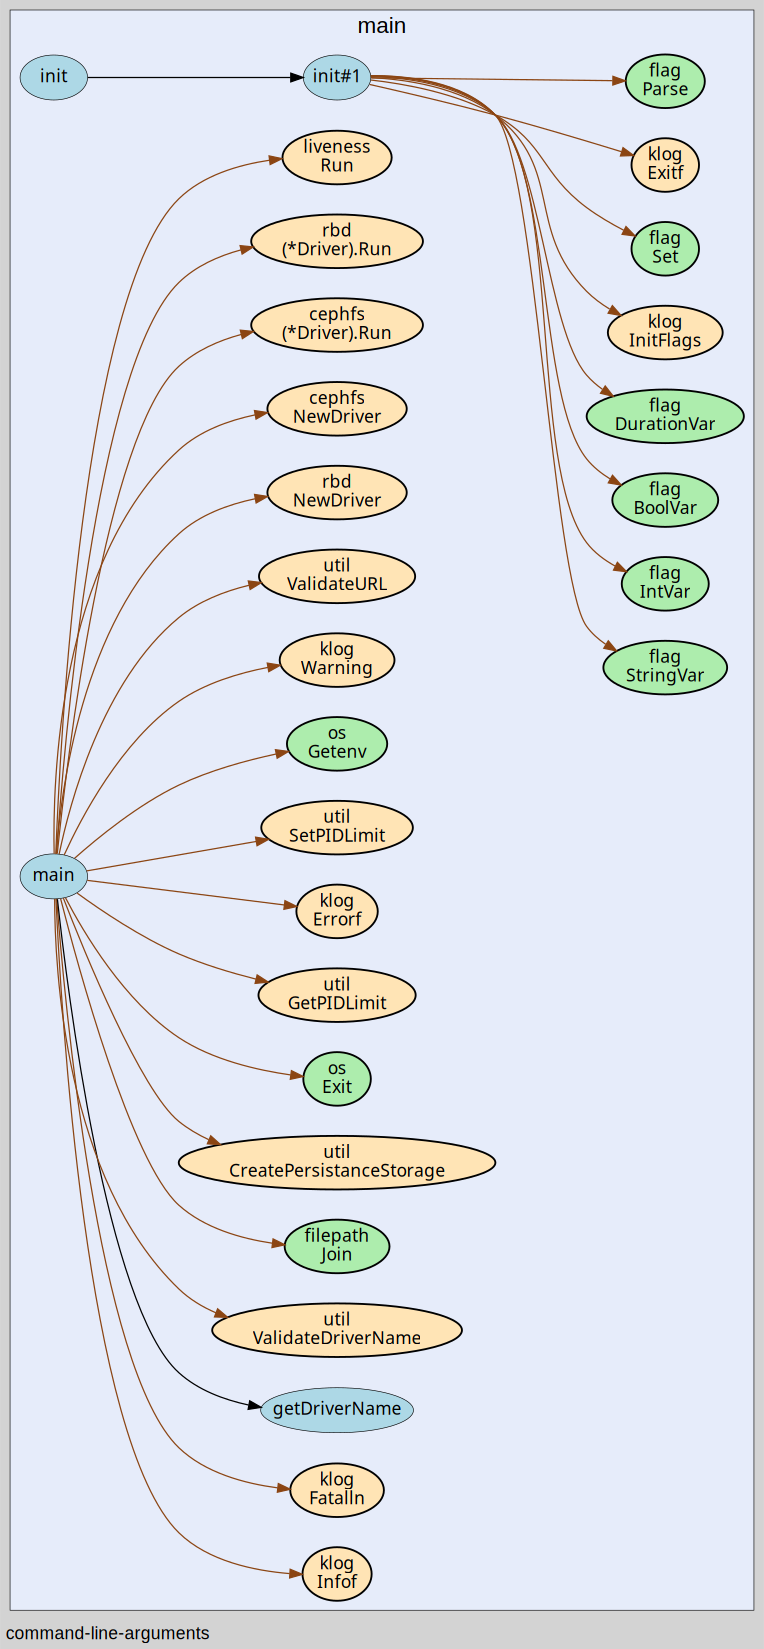 main
init
init#1
flag
Parse
klog
Exitf
flag
Set
klog
InitFlags
flag
DurationVar
flag
BoolVar
flag
IntVar
flag
StringVar
liveness
Run
rbd
(*Driver).Run
cephfs
(*Driver).Run
cephfs
NewDriver
rbd
NewDriver
util
ValidateURL
klog
Warning
os
Getenv
util
SetPIDLimit
main
klog
Errorf
util
GetPIDLimit
os
Exit
util
CreatePersistanceStorage
filepath
Join
util
ValidateDriverName
getDriverName
klog
Fatalln
klog
Infof
command-line-arguments